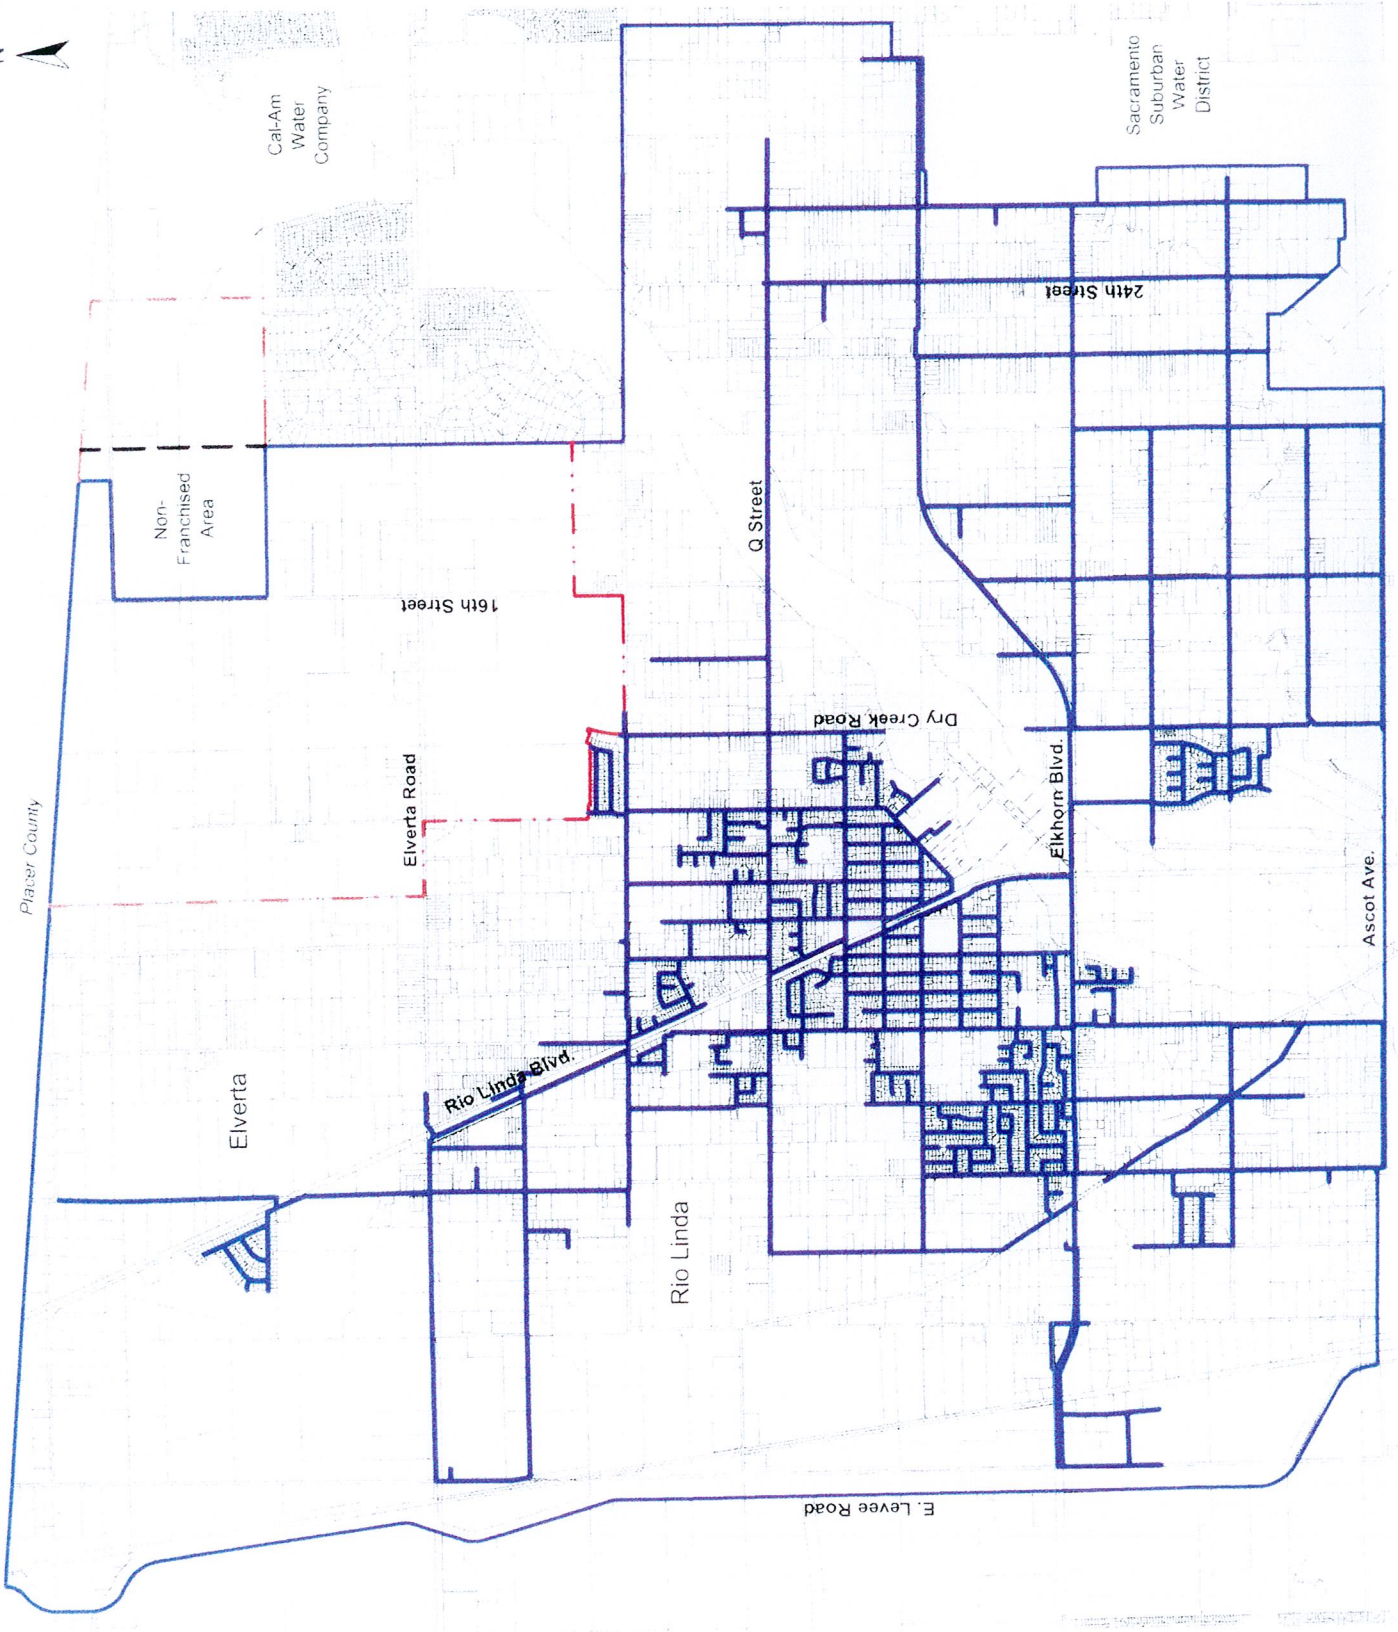 N
Cal-Am
Water
Company
Sacramento
Suburban
Water
District
24th Street
Non-
Franchised
Area
Q Street
16th Street
Placer County
Elverta Road
Dry Creek Road
Elkhorn Blvd.
Ascot Ave.
Rio Linda Blvd.
Elverta
Rio Linda
E. Levee Road